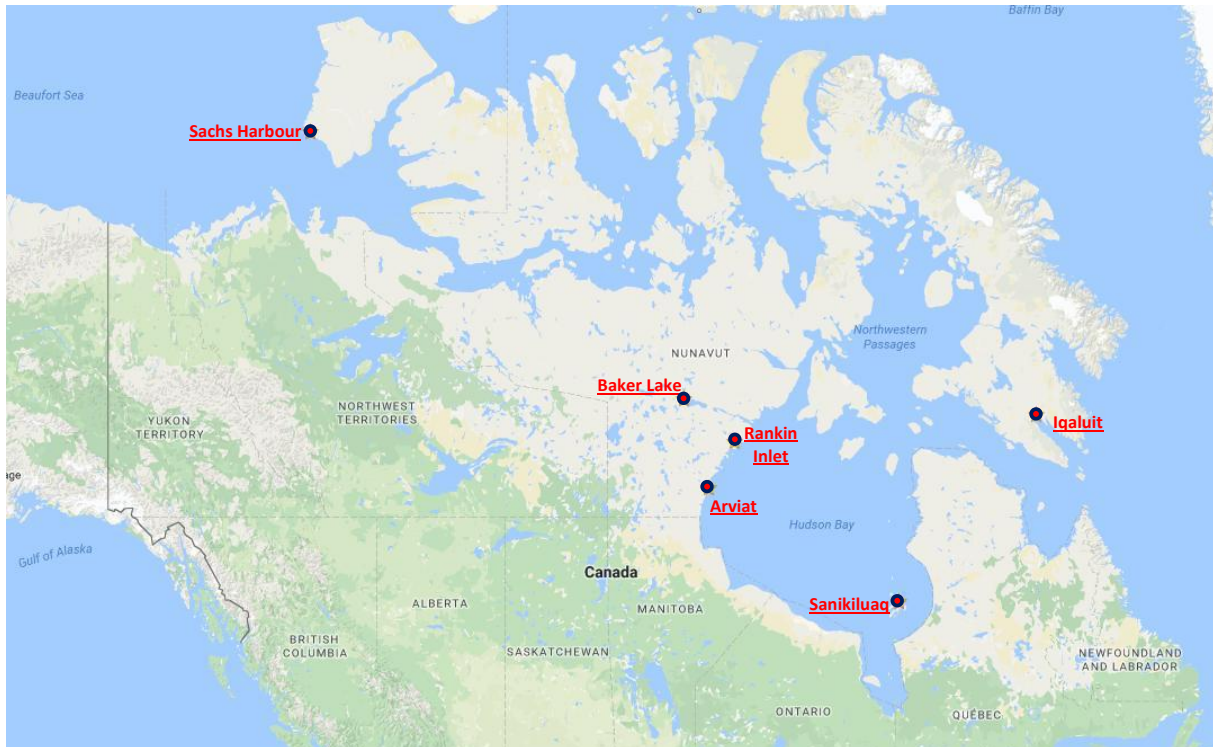 Baffin Bay
Beaufort Sea
Sachs Harbour
Northwestern
Passages
NUNAVUT
Baker Lake
NORTHWEST
TERRITORIES
YUKON
TERRITORY
Iqaluit
Rankin
Inlet
age
Arviat
Hudson Bay
Gulf of Alaska
Canada
ALBERTA
MANITOBA
Sanikiluaq
BRITISH
COLUMBIA
SASKATCHEWAN
NEWFOUNDLAND
AND LABRADOR
ONTARIO
QUÉBEC